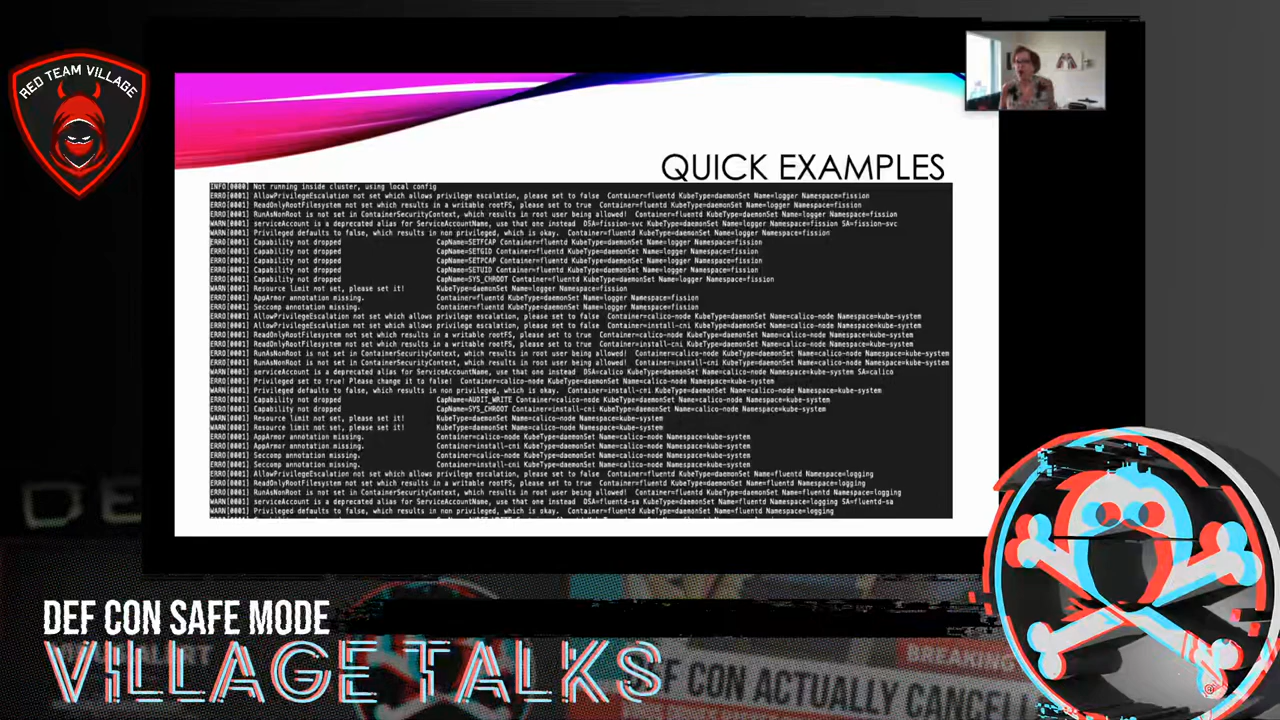 RED TEAM VILLAGE
QUICK EXAMPLES
INFO[0000] Not running inside cluster, using local config
ERRO[0001] AllowPrivilegeEscalation not set which allows privilege escalation, please set to false Container=fluentd KubeType=daemonSet Name=logger Namespace=fission
ERRO[0001] ReadOnlyRootFilesystem not set which results in a writable rootFS, please set to true Container=fluentd KubeType=daemonSet Name=logger Namespace=fission
ERRO[0001] RunAsNonRoot is not set in ContainerSecurityContext, which results in root user being allowed! Container=fluentd KubeType=daemonSet Name=logger Namespace=fission
WARN[0001] serviceAccount is a deprecated alias for ServiceAccountName, use that one instead DSA=fission-svc KubeType=daemonSet Name=logger Namespace=fission SA=fission-svc
WARN[0001] Privileged defaults to false, which results in non privileged, which is okay. Container=fluentd KubeType=daemonSet Name=logger Namespace=fission
ERRO[0001] Capability not dropped CapName=SETFCAP Container=fluentd KubeType=daemonSet Name=logger Namespace=fission
ERRO[0001] Capability not dropped CapName=SETGID Container=fluentd KubeType=daemonSet Name=logger Namespace=fission
ERRO[0001] Capability not dropped CapName=SETPCAP Container=fluentd KubeType=daemonSet Name=logger Namespace=fission
ERRO[0001] Capability not dropped CapName=SETUID Container=fluentd KubeType=daemonSet Name=logger Namespace=fission
ERRO[0001] Capability not dropped CapName=SYS_CHROOT Container=fluentd KubeType=daemonSet Name=logger Namespace=fission
WARN[0001] Resource limit not set, please set it! KubeType=daemonSet Name=logger Namespace=fission
ERRO[0001] AppArmor annotation missing. Container=fluentd KubeType=daemonSet Name=logger Namespace=fission
ERRO[0001] Seccomp annotation missing. Container=fluentd KubeType=daemonSet Name=logger Namespace=fission
ERRO[0001] AllowPrivilegeEscalation not set which allows privilege escalation, please set to false Container=calico-node KubeType=daemonSet Name=calico-node Namespace=kube-system
ERRO[0001] AllowPrivilegeEscalation not set which allows privilege escalation, please set to false Container=install-cni KubeType=daemonSet Name=calico-node Namespace=kube-system
ERRO[0001] ReadOnlyRootFilesystem not set which results in a writable rootFS, please set to true Container=calico-node KubeType=daemonSet Name=calico-node Namespace=kube-system
ERRO[0001] ReadOnlyRootFilesystem not set which results in a writable rootFS, please set to true Container=install-cni KubeType=daemonSet Name=calico-node Namespace=kube-system
ERRO[0001] RunAsNonRoot is not set in ContainerSecurityContext, which results in root user being allowed! Container=calico-node KubeType=daemonSet Name=calico-node Namespace=kube-system
ERRO[0001] RunAsNonRoot is not set in ContainerSecurityContext, which results in root user being allowed! Container=install-cni KubeType=daemonSet Name=calico-node Namespace=kube-system
WARN[0001] serviceAccount is a deprecated alias for ServiceAccountName, use that one instead DSA=calico KubeType=daemonSet Name=calico-node Namespace=kube-system SA=calico
ERRO[0001] Privileged set to true! Please change it to false! Container=calico-node KubeType=daemonSet Name=calico-node Namespace=kube-system
WARN[0001] Privileged defaults to false, which results in non privileged, which is okay. Container=install-cni KubeType=daemonSet Name=calico-node Namespace=kube-system
ERRO[0001] Capability not dropped CapName=AUDIT_WRITE Container=calico-node KubeType=daemonSet Name=calico-node Namespace=kube-system
ERRO[0001] Capability not dropped CapName=SYS_CHROOT Container=install-cni KubeType=daemonSet Name=calico-node Namespace=kube-system
WARN[0001] Resource limit not set, please set it! KubeType=daemonSet Name=calico-node Namespace=kube-system
WARN[0001] Resource limit not set, please set it! KubeType=daemonSet Name=calico-node Namespace=kube-system
ERRO[0001] AppArmor annotation missing. Container=calico-node KubeType=daemonSet Name=calico-node Namespace=kube-system
ERRO[0001] AppArmor annotation missing. Container=install-cni KubeType=daemonSet Name=calico-node Namespace=kube-system
ERRO[0001] Seccomp annotation missing. Container=calico-node KubeType=daemonSet Name=calico-node Namespace=kube-system
ERRO[0001] Seccomp annotation missing. Container=install-cni KubeType=daemonSet Name=calico-node Namespace=kube-system
ERRO[0001] AllowPrivilegeEscalation not set which allows privilege escalation, please set to false Container=fluentd KubeType=daemonSet Name=fluentd Namespace=logging
ERRO[0001] ReadOnlyRootFilesystem not set which results in a writable rootFS, please set to true Container=fluentd KubeType=daemonSet Name=fluentd Namespace=logging
ERRO[0001] RunAsNonRoot is not set in ContainerSecurityContext, which results in root user being allowed! Container=fluentd KubeType=daemonSet Name=fluentd Namespace=logging
WARN[0001] serviceAccount is a deprecated alias for ServiceAccountName, use that one instead DSA=fluentd-sa KubeType=daemonSet Name=fluentd Namespace=logging SA=fluentd-sa
WARN[0001] Privileged defaults to false, which results in non privileged, which is okay. Container=fluentd KubeType=daemonSet Name=fluentd Namespace=logging
DEF CON SAFE MODE
VILLAGE TALKS
BREAKING
DEF CON ACTUALLY CANCELL